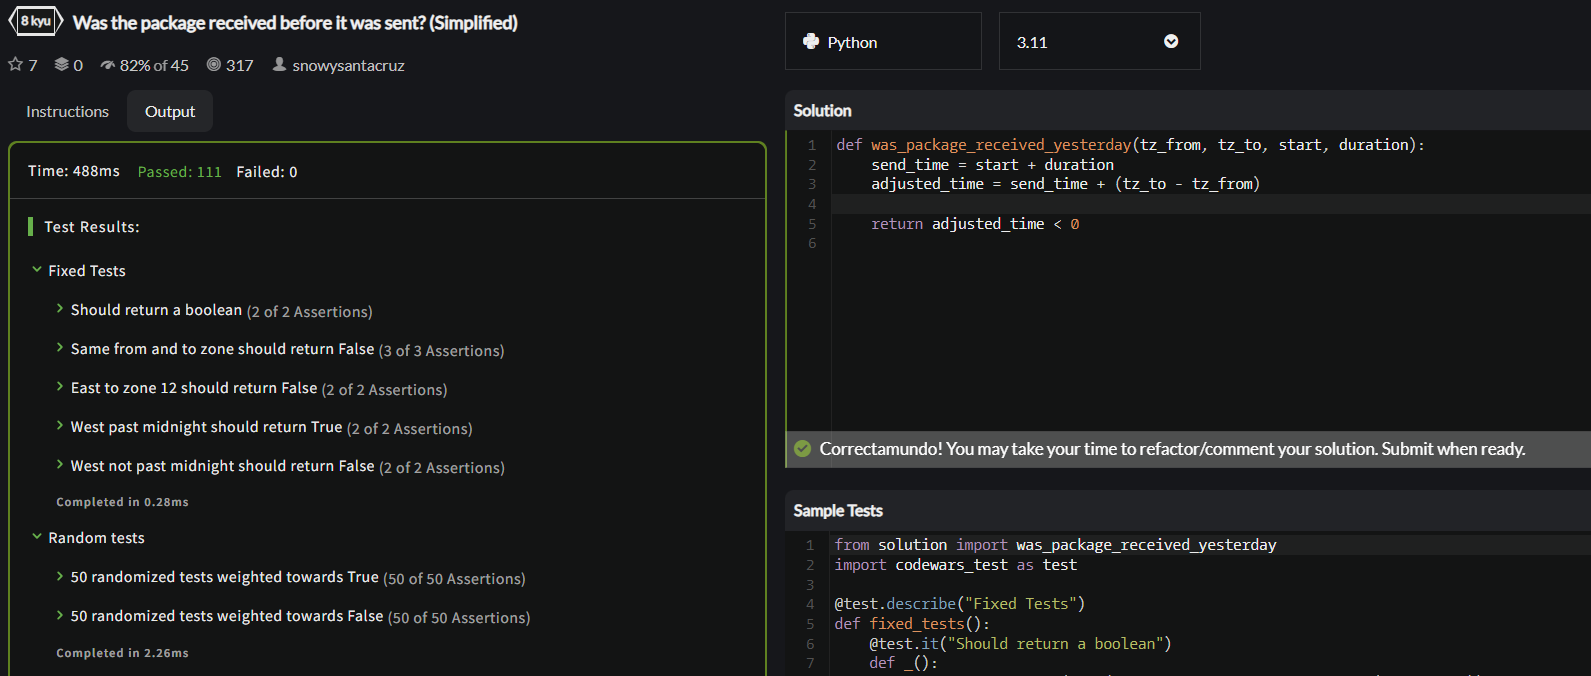 8 kyu Was the package received before it was sent? (Simplified)
7 0 82% of 45 317 snowysantacruz
Instructions Output
Time: 488ms Passed: 111 Failed: 0
Test Results:
Fixed Tests
Should return a boolean (2 of 2 Assertions)
Same from and to zone should return False (3 of 3 Assertions)
East to zone 12 should return False (2 of 2 Assertions)
West past midnight should return True (2 of 2 Assertions)
West not past midnight should return False (2 of 2 Assertions)
Completed in 0.28ms
Random tests
50 randomized tests weighted towards True (50 of 50 Assertions)
50 randomized tests weighted towards False (50 of 50 Assertions)
Completed in 2.26ms
Python 3.11
Solution
1 def was_package_received_yesterday(tz_from, tz_to, start, duration):
2     send_time = start + duration
3     adjusted_time = send_time + (tz_to - tz_from)
4
5     return adjusted_time < 0
6
Correctamundo! You may take your time to refactor/comment your solution. Submit when ready.
Sample Tests
1 from solution import was_package_received_yesterday
2 import codewars_test as test
3
4 @test.describe("Fixed Tests")
5 def fixed_tests():
6     @test.it("Should return a boolean")
7     def _():